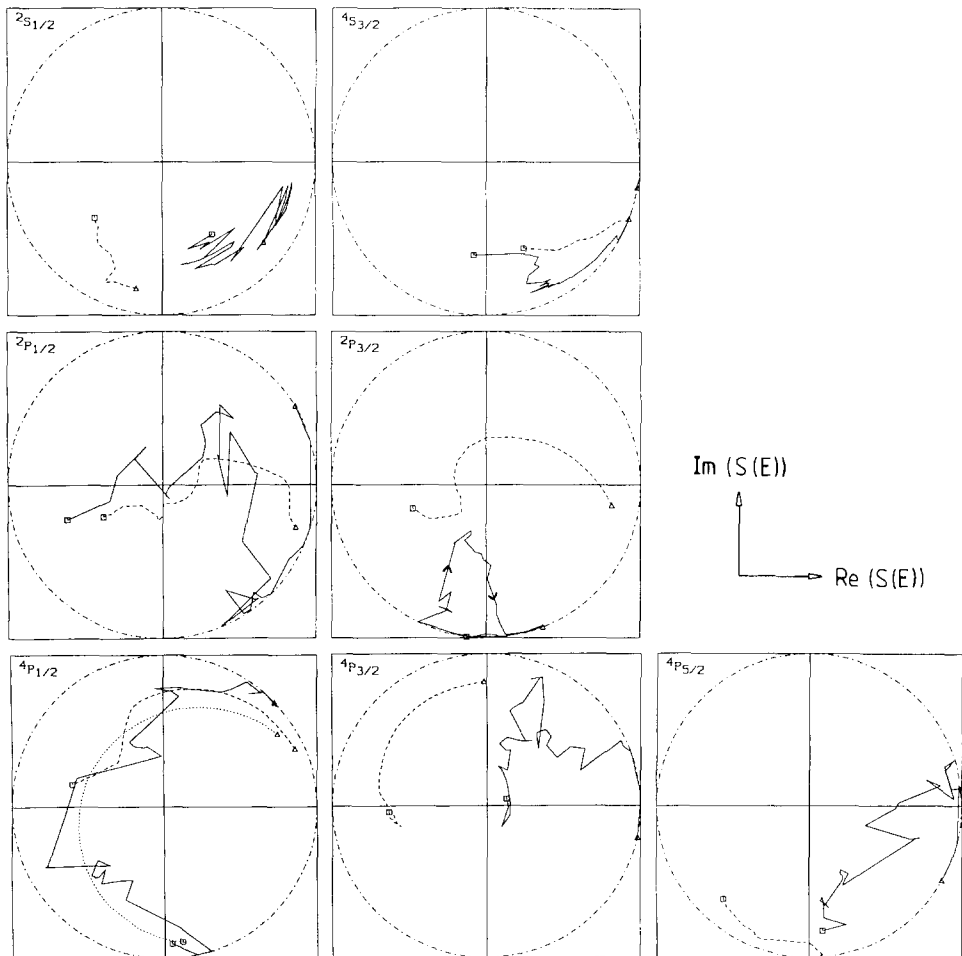 ²S₁/₂
⁴S₃/₂
²P₁/₂
²P₃/₂
Im (S(E))
Re (S(E))
⁴P₁/₂
⁴P₃/₂
⁴P₅/₂